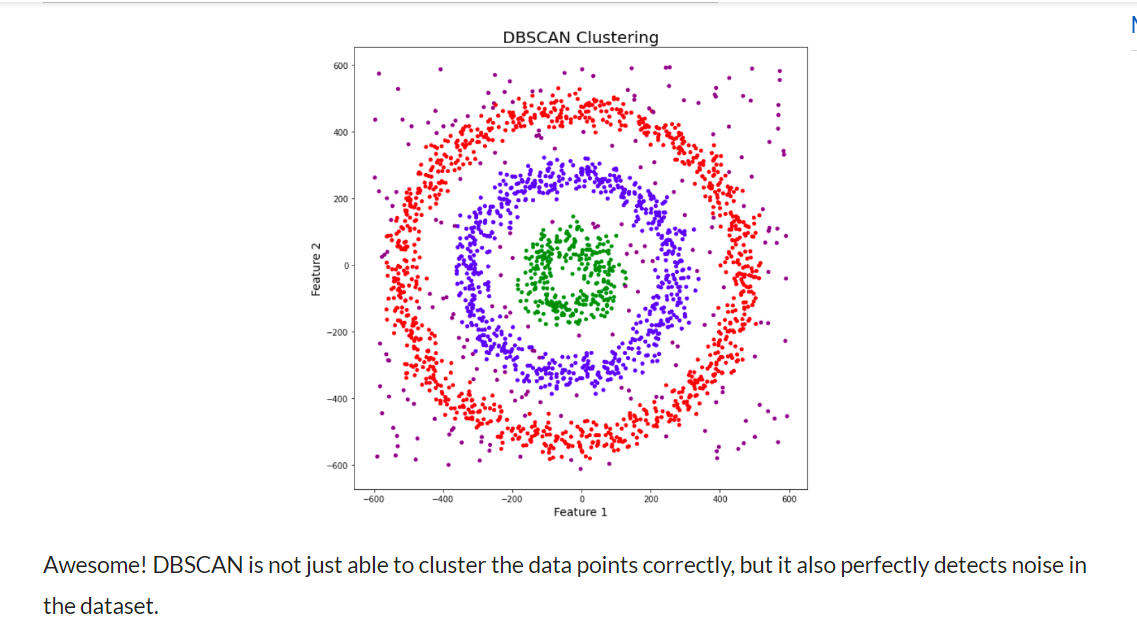 DBSCAN Clustering
600
400
200
0
−200
−400
−600
Feature 2
−600 −400 −200 0 200 400 600
Feature 1
Awesome! DBSCAN is not just able to cluster the data points correctly, but it also perfectly detects noise in
the dataset.